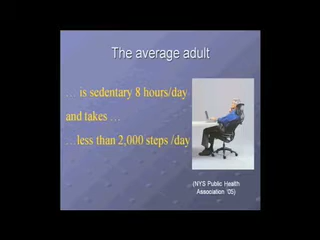 The average adult
… is sedentary 8 hours/day
and takes …
…less than 2,000 steps /day
(NYS Public Health
Association '05)